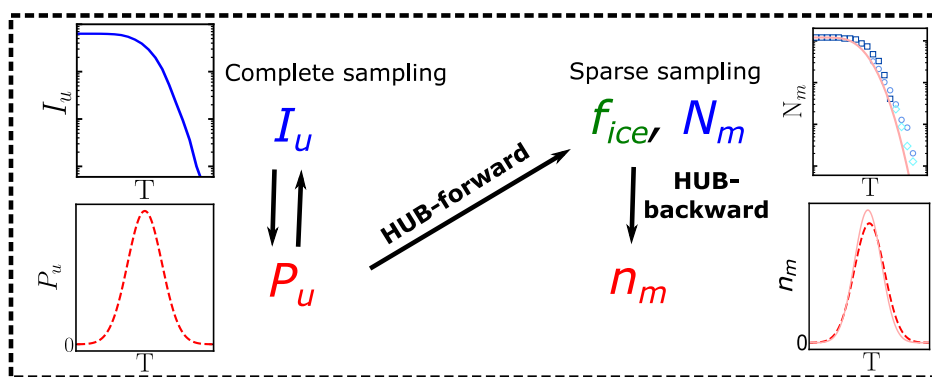 I_u
T
Complete sampling
I_u
Sparse sampling
f_ice, N_m
N_m
T
HUB-forward
HUB-
backward
P_u
0
T
P_u
n_m
n_m
0
T